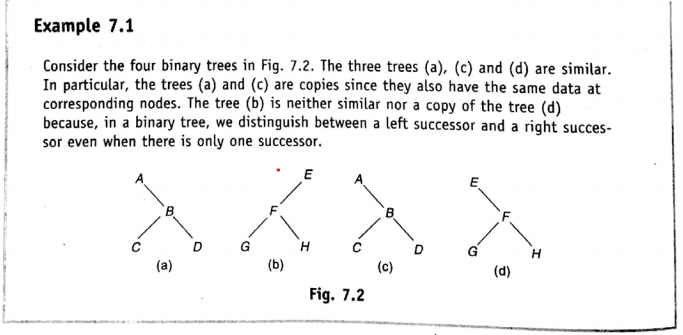 Example 7.1
Consider the four binary trees in Fig. 7.2. The three trees (a), (c) and (d) are similar.
In particular, the trees (a) and (c) are copies since they also have the same data at
corresponding nodes. The tree (b) is neither similar nor a copy of the tree (d)
because, in a binary tree, we distinguish between a left successor and a right succes-
sor even when there is only one successor.
A E A E
B F B F
C D G H C D G H
(a) (b) (c) (d)
Fig. 7.2